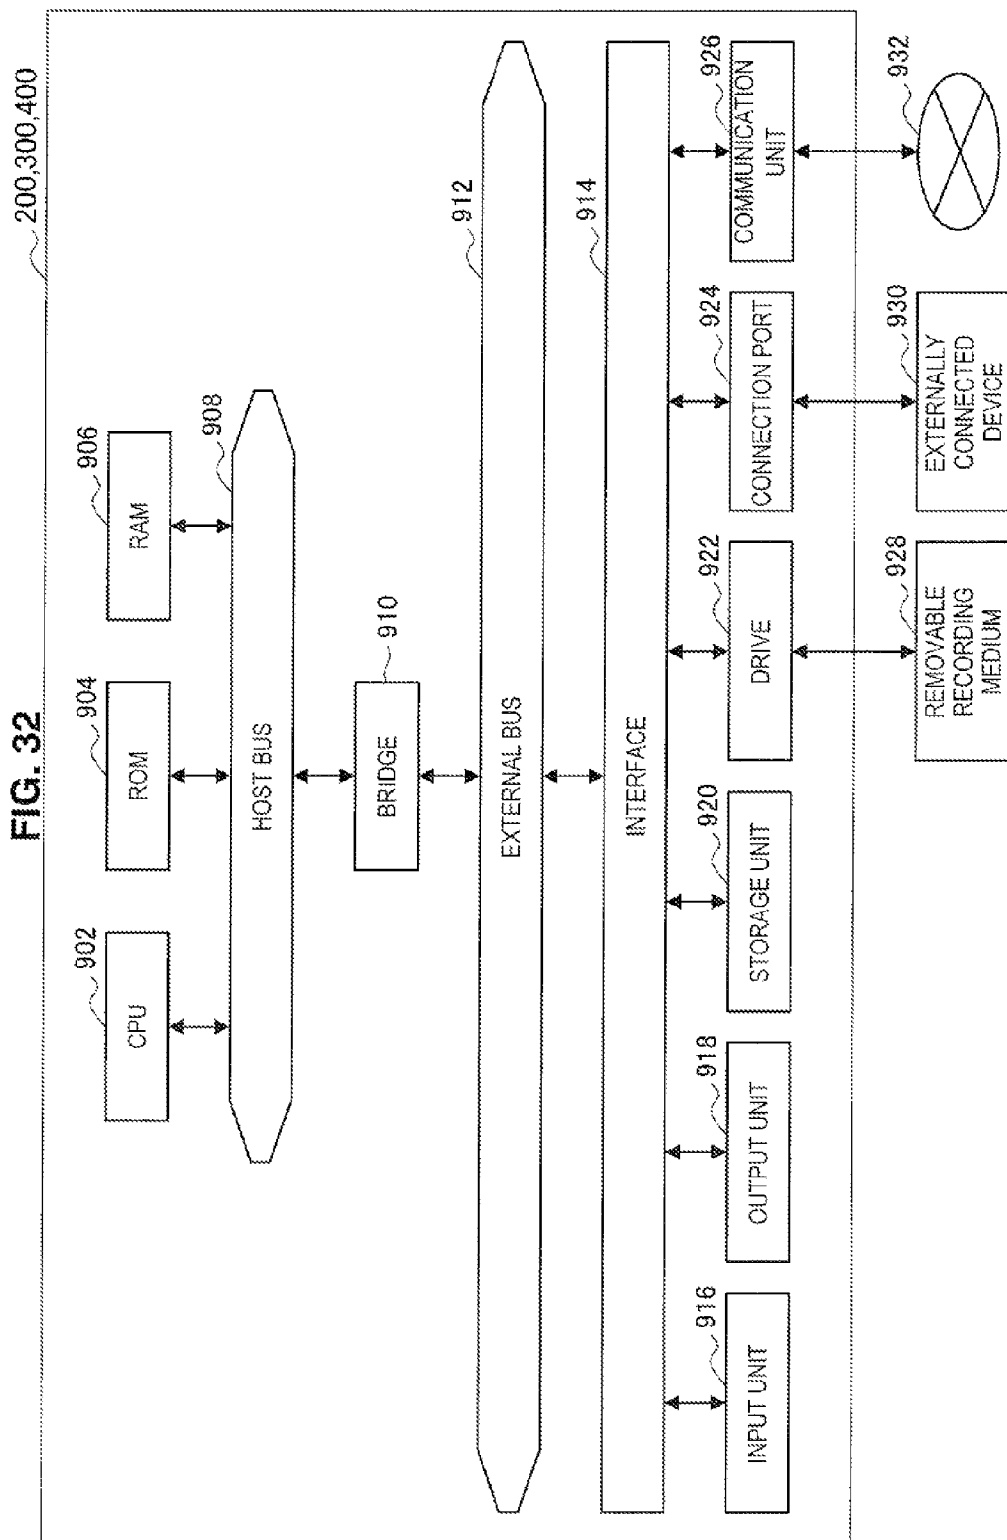 FIG. 32
200,300,400
902
CPU
904
ROM
906
RAM
908
HOST BUS
910
BRIDGE
912
EXTERNAL BUS
914
INTERFACE
916
INPUT UNIT
918
OUTPUT UNIT
920
STORAGE UNIT
922
DRIVE
924
CONNECTION PORT
926
COMMUNICATION
UNIT
928
REMOVABLE
RECORDING
MEDIUM
930
EXTERNALLY
CONNECTED
DEVICE
932